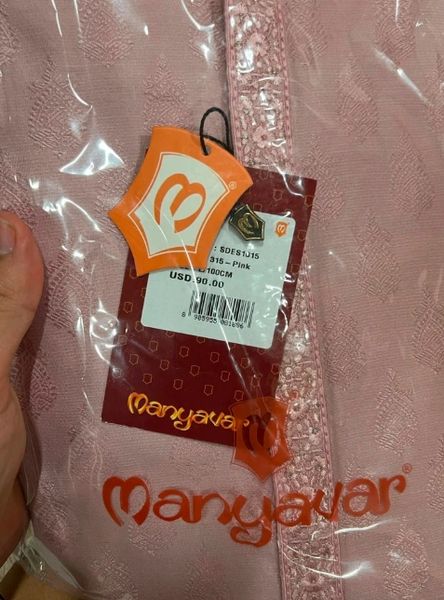 : SDES1015
315 – Pink
/100CM
USD 90.00
manyavar
manyavar®